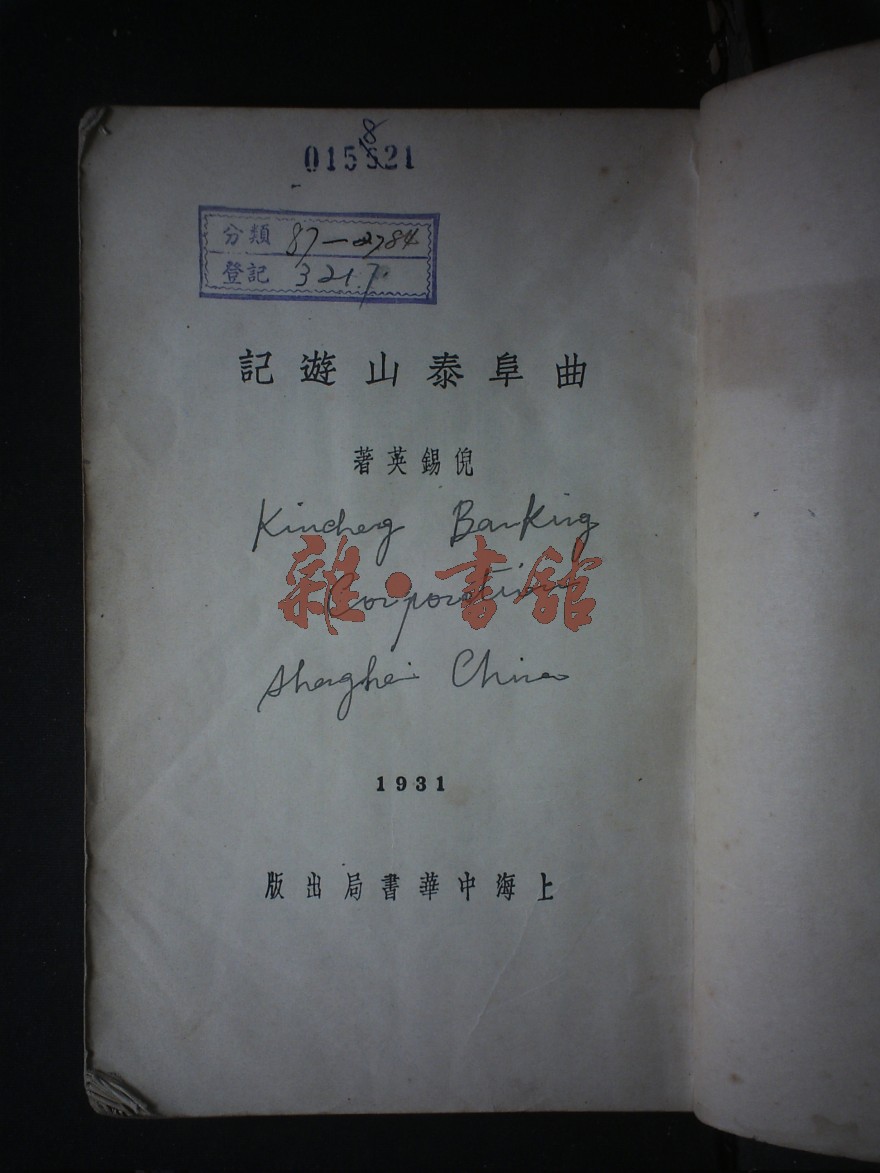 015521
8
分類 87—2784
登記 3217.
曲阜泰山遊記
倪錫英著
Kincheng Banking
雜·書館
Corporation
Shanghai China
1931
上海中華書局出版